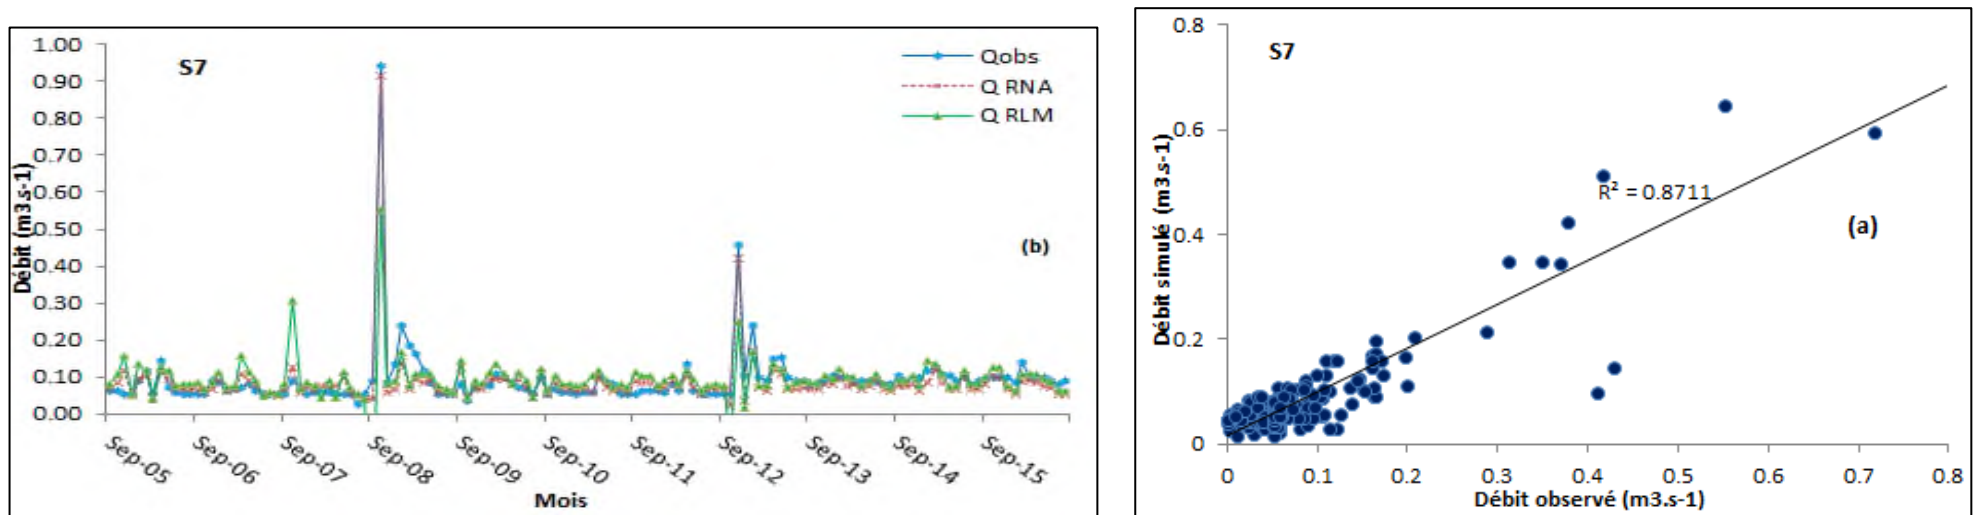 S7
Qobs
Q RNA
Q RLM
1.00
0.90
0.80
0.70
0.60
0.50
0.40
0.30
0.20
0.10
0.00
Débit (m3.s-1)
(b)
Sep-05
Sep-06
Sep-07
Sep-08
Sep-09
Sep-10
Sep-11
Sep-12
Sep-13
Sep-14
Sep-15
Mois
S7
0.8
0.6
0.4
0.2
0
Débit simulé (m3.s-1)
R² = 0.8711
(a)
0 0.1 0.2 0.3 0.4 0.5 0.6 0.7 0.8
Débit observé (m3.s-1)